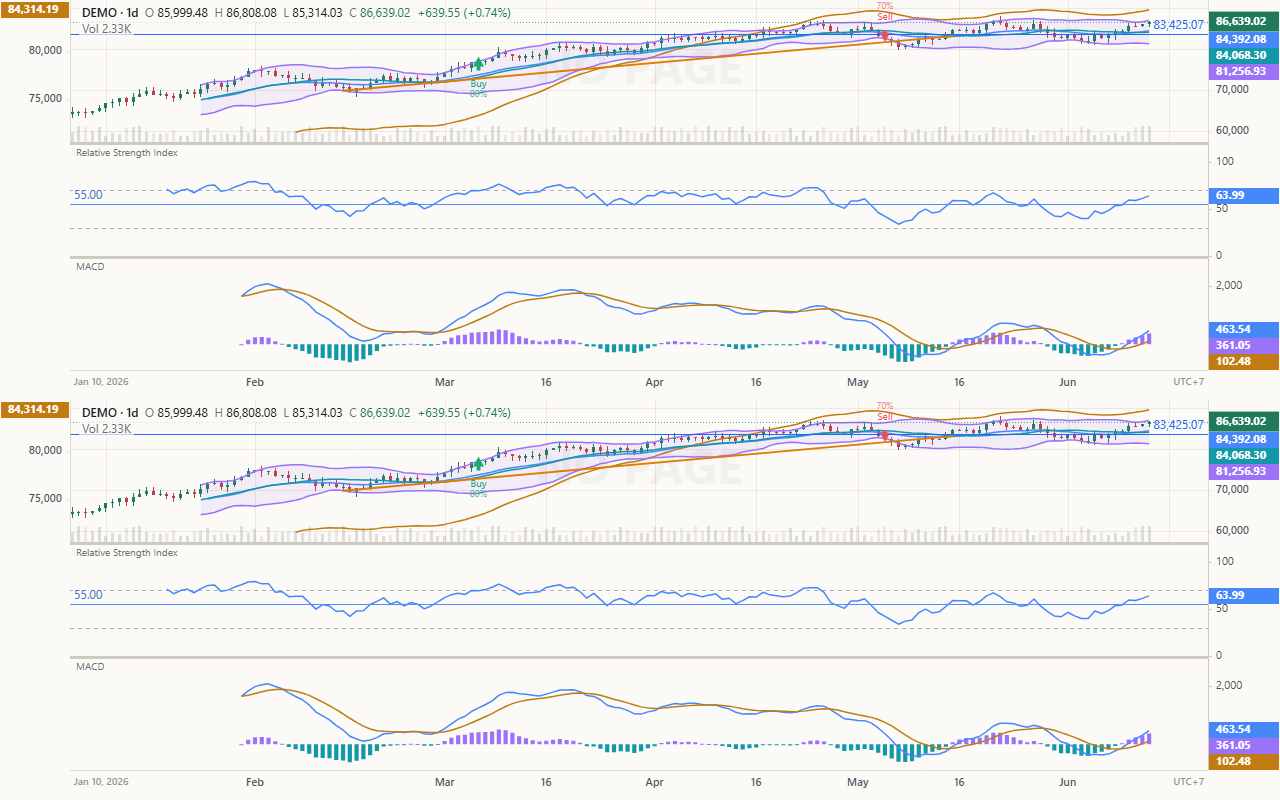 84,314.19
DEMO · 1d O 85,999.48 H 86,808.08 L 85,314.03 C 86,639.02 +639.55 (+0.74%)
Vol 2.33K
70%
Sell
83,425.07
86,639.02
84,392.08
84,068.30
81,256.93
80,000
75,000
70,000
60,000
Buy
80%
PAGE
Relative Strength Index
100
55.00
63.99
50
0
MACD
2,000
463.54
361.05
102.48
Jan 10, 2026 Feb Mar 16 Apr 16 May 16 Jun UTC+7
84,314.19
DEMO · 1d O 85,999.48 H 86,808.08 L 85,314.03 C 86,639.02 +639.55 (+0.74%)
Vol 2.33K
70%
Sell
83,425.07
86,639.02
84,392.08
84,068.30
81,256.93
80,000
75,000
70,000
60,000
Buy
80%
PAGE
Relative Strength Index
100
55.00
63.99
50
0
MACD
2,000
463.54
361.05
102.48
Jan 10, 2026 Feb Mar 16 Apr 16 May 16 Jun UTC+7